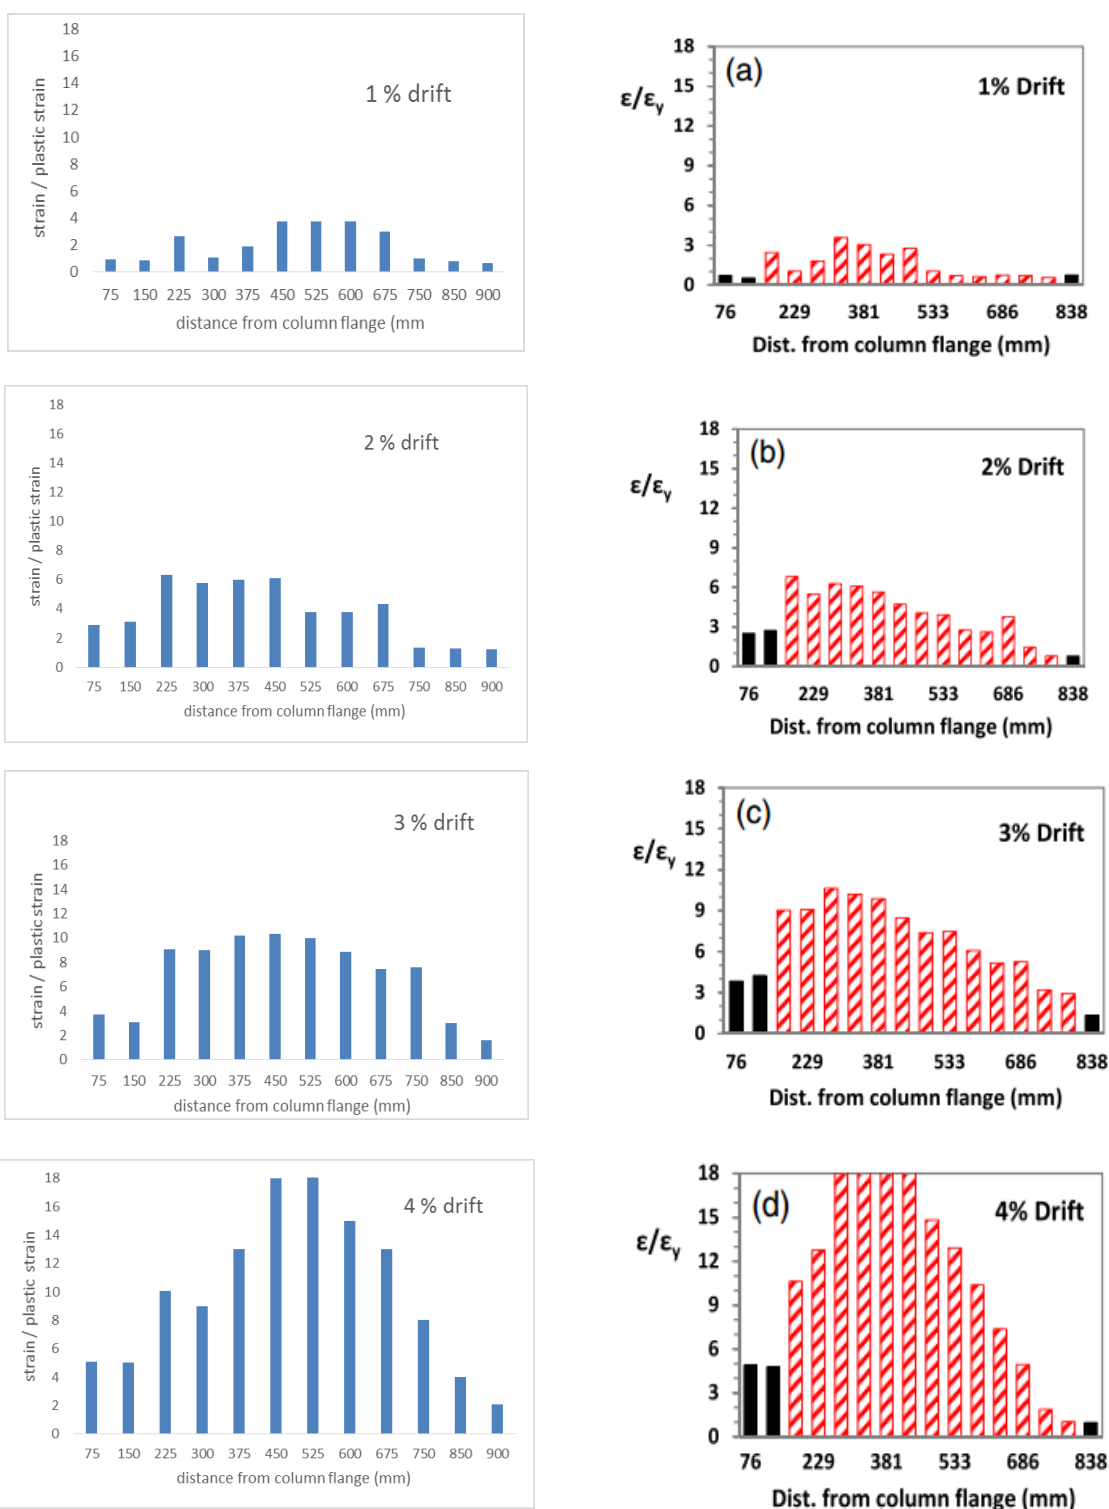 18
16
14
12
10
8
6
4
2
0
strain / plastic strain
1 % drift
75 150 225 300 375 450 525 600 675 750 850 900
distance from column flange (mm
(a)
1% Drift
ε/εy
18
15
12
9
6
3
0
76 229 381 533 686 838
Dist. from column flange (mm)
18
16
14
12
10
8
6
4
2
0
strain / plastic strain
2 % drift
75 150 225 300 375 450 525 600 675 750 850 900
distance from column flange (mm)
(b)
2% Drift
ε/εy
18
15
12
9
6
3
0
76 229 381 533 686 838
Dist. from column flange (mm)
3 % drift
18
16
14
12
10
8
6
4
2
0
strain / plastic strain
75 150 225 300 375 450 525 600 675 750 850 900
distance from column flange (mm)
(c)
3% Drift
ε/εy
18
15
12
9
6
3
0
76 229 381 533 686 838
Dist. from column flange (mm)
18
16
14
12
10
8
6
4
2
0
strain / plastic strain
4 % drift
75 150 225 300 375 450 525 600 675 750 850 900
distance from column flange (mm)
(d)
4% Drift
ε/εy
18
15
12
9
6
3
0
76 229 381 533 686 838
Dist. from column flange (mm)